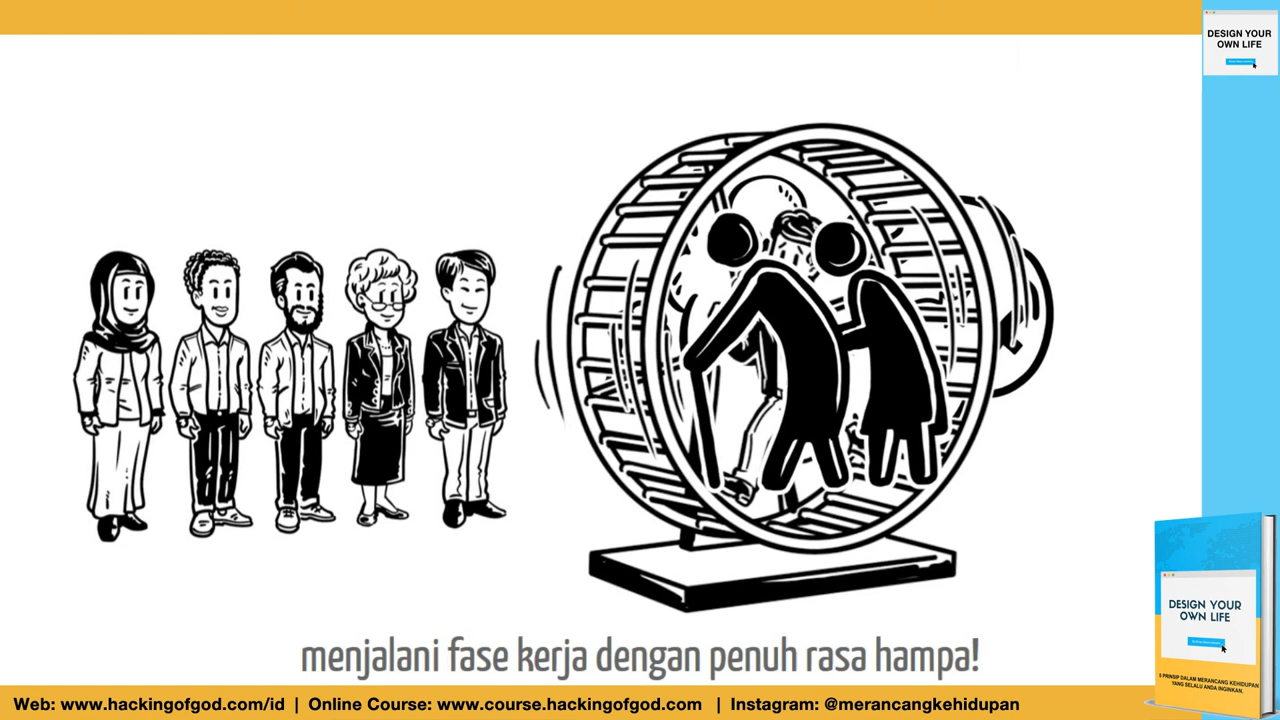 DESIGN YOUR
OWN LIFE
DESIGN YOUR
OWN LIFE
5 PRINSIP DALAM MERANCANG KEHIDUPAN
YANG SELALU ANDA INGINKAN.
menjalani fase kerja dengan penuh rasa hampa!
Web: www.hackingofgod.com/id | Online Course: www.course.hackingofgod.com | Instagram: @merancangkehidupan